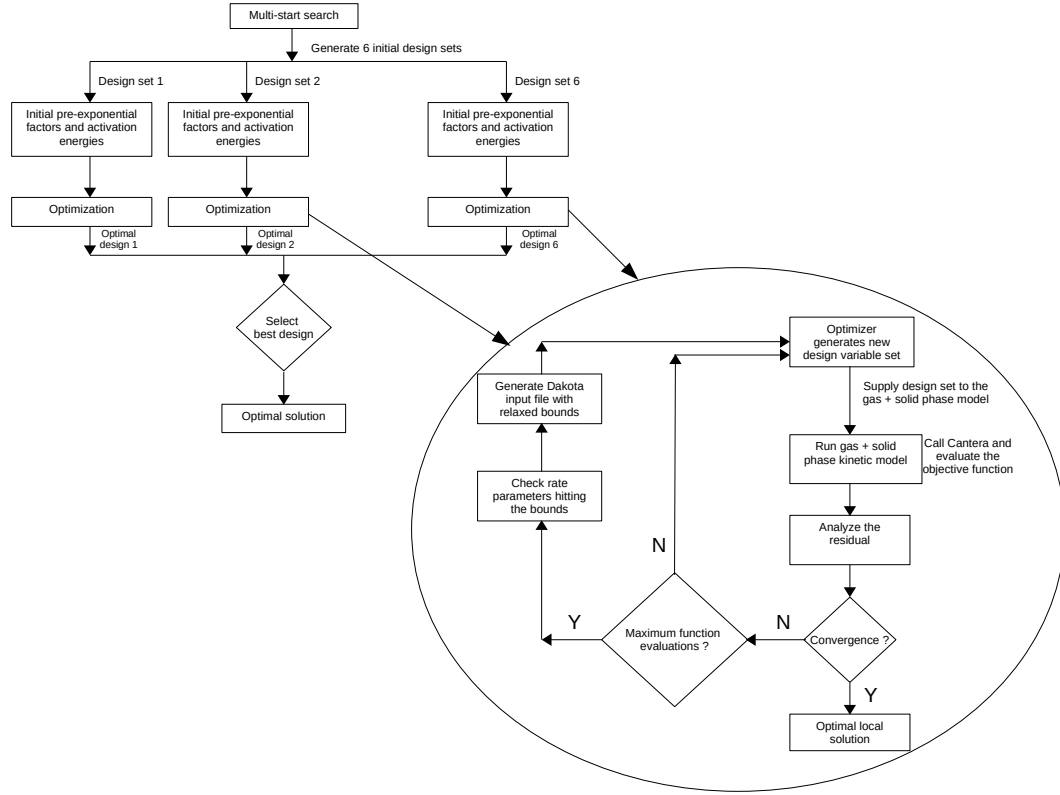 Multi-start search
Generate 6 initial design sets
Design set 1
Design set 2
Design set 6
Initial pre-exponential
factors and activation
energies
Initial pre-exponential
factors and activation
energies
Initial pre-exponential
factors and activation
energies
Optimization
Optimization
Optimization
Optimal
design 1
Optimal
design 2
Optimal
design 6
Select
best design
Optimal solution
Optimizer
generates new
design variable set
Supply design set to the
gas + solid phase model
Generate Dakota
input file with
relaxed bounds
Run gas + solid
phase kinetic model
Call Cantera and
evaluate the
objective function
Check rate
parameters hitting
the bounds
Analyze the
residual
N
Y
Maximum function
evaluations ?
N
Convergence ?
Y
Optimal local
solution